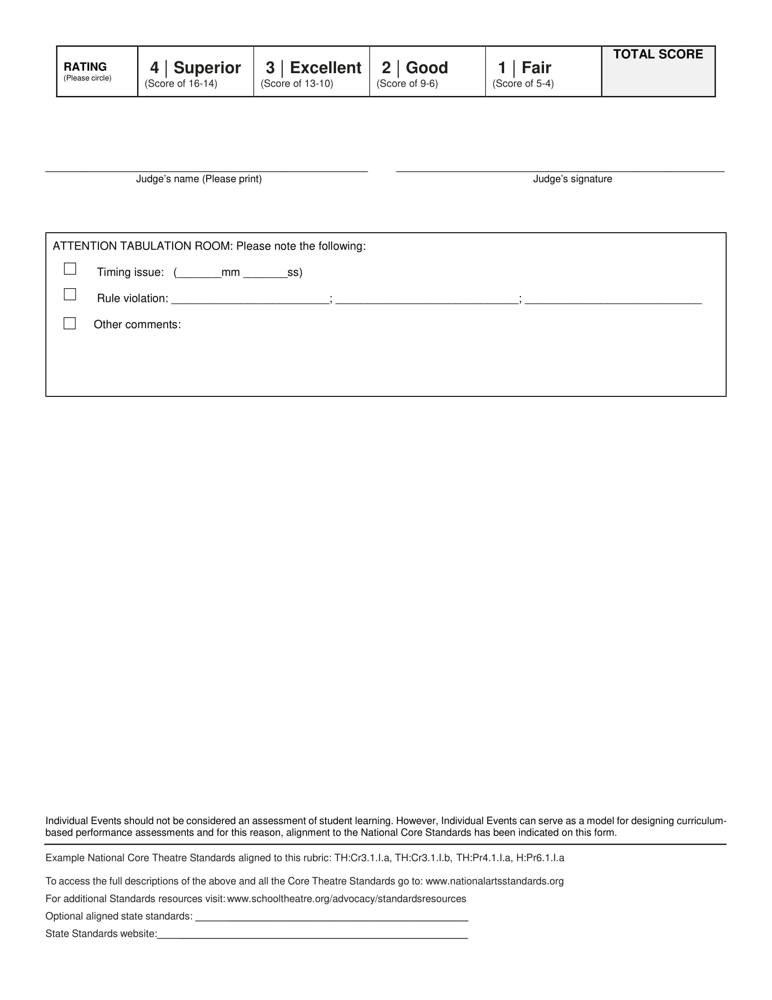 RATING
(Please circle)
4 | Superior
(Score of 16-14)
3 | Excellent
(Score of 13-10)
2 | Good
(Score of 9-6)
1 | Fair
(Score of 5-4)
TOTAL SCORE
Judge’s name (Please print)
Judge’s signature
ATTENTION TABULATION ROOM: Please note the following:
Timing issue: (_______mm _______ss)
Rule violation: _________________________; _____________________________; ____________________________
Other comments:
Individual Events should not be considered an assessment of student learning. However, Individual Events can serve as a model for designing curriculum-
based performance assessments and for this reason, alignment to the National Core Standards has been indicated on this form.
Example National Core Theatre Standards aligned to this rubric: TH:Cr3.1.I.a, TH:Cr3.1.I.b, TH:Pr4.1.I.a, H:Pr6.1.I.a
To access the full descriptions of the above and all the Core Theatre Standards go to: www.nationalartsstandards.org
For additional Standards resources visit: www.schooltheatre.org/advocacy/standardsresources
Optional aligned state standards: ________________________________________________
State Standards website:_______________________________________________________